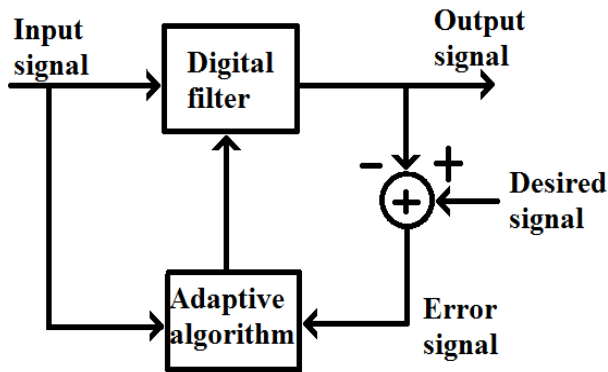 Input
signal
Digital
filter
Output
signal
-
+
+
Desired
signal
Adaptive
algorithm
Error
signal